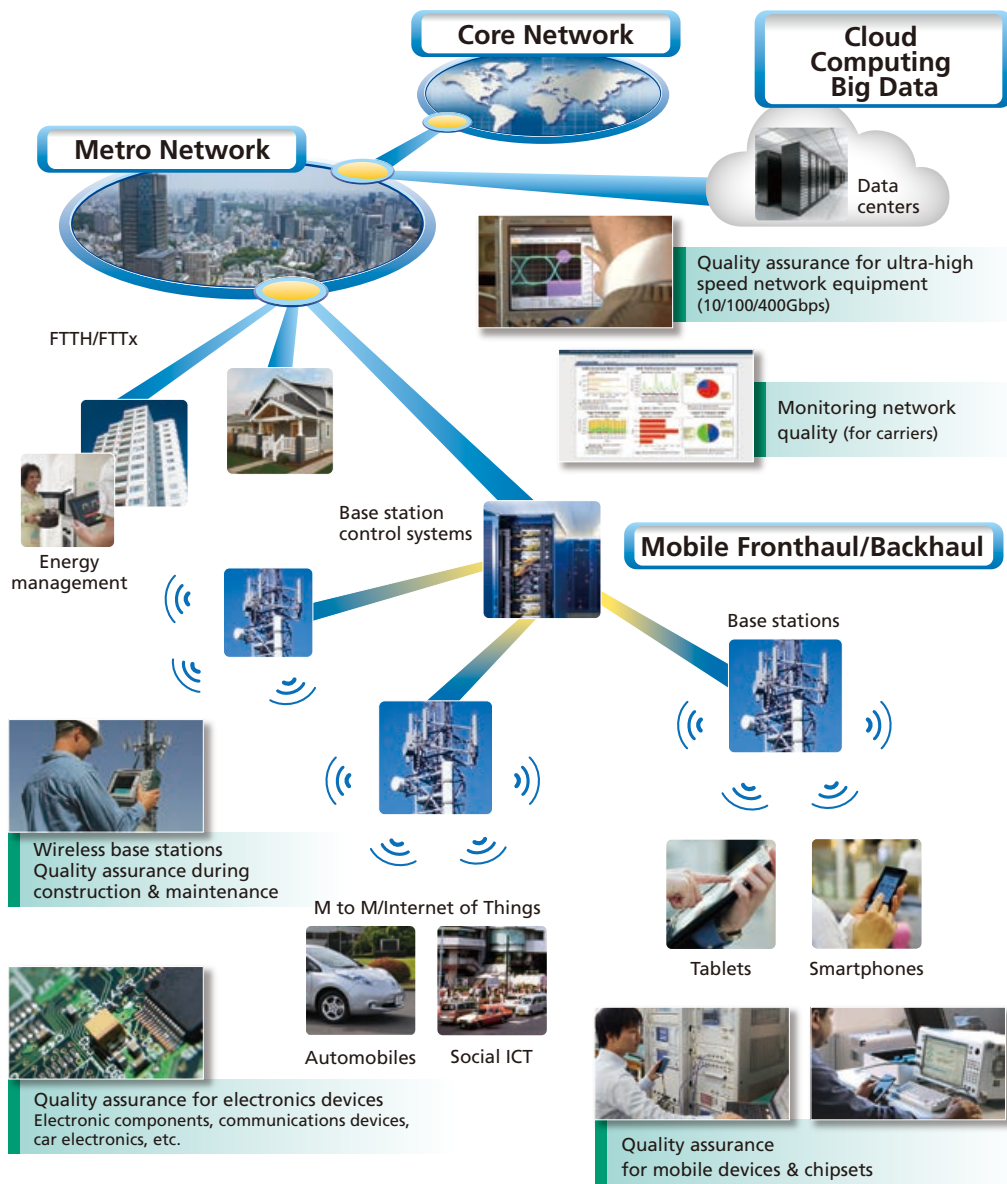 Core Network
Cloud
Computing
Big Data
Metro Network
Data
centers
Quality assurance for ultra-high
speed network equipment
(10/100/400Gbps)
FTTH/FTTx
Monitoring network
quality (for carriers)
Base station
control systems
Mobile Fronthaul/Backhaul
Energy
management
Base stations
Wireless base stations
Quality assurance during
construction & maintenance
M to M/Internet of Things
Tablets
Smartphones
Automobiles
Social ICT
Quality assurance for electronics devices
Electronic components, communications devices,
car electronics, etc.
Quality assurance
for mobile devices & chipsets